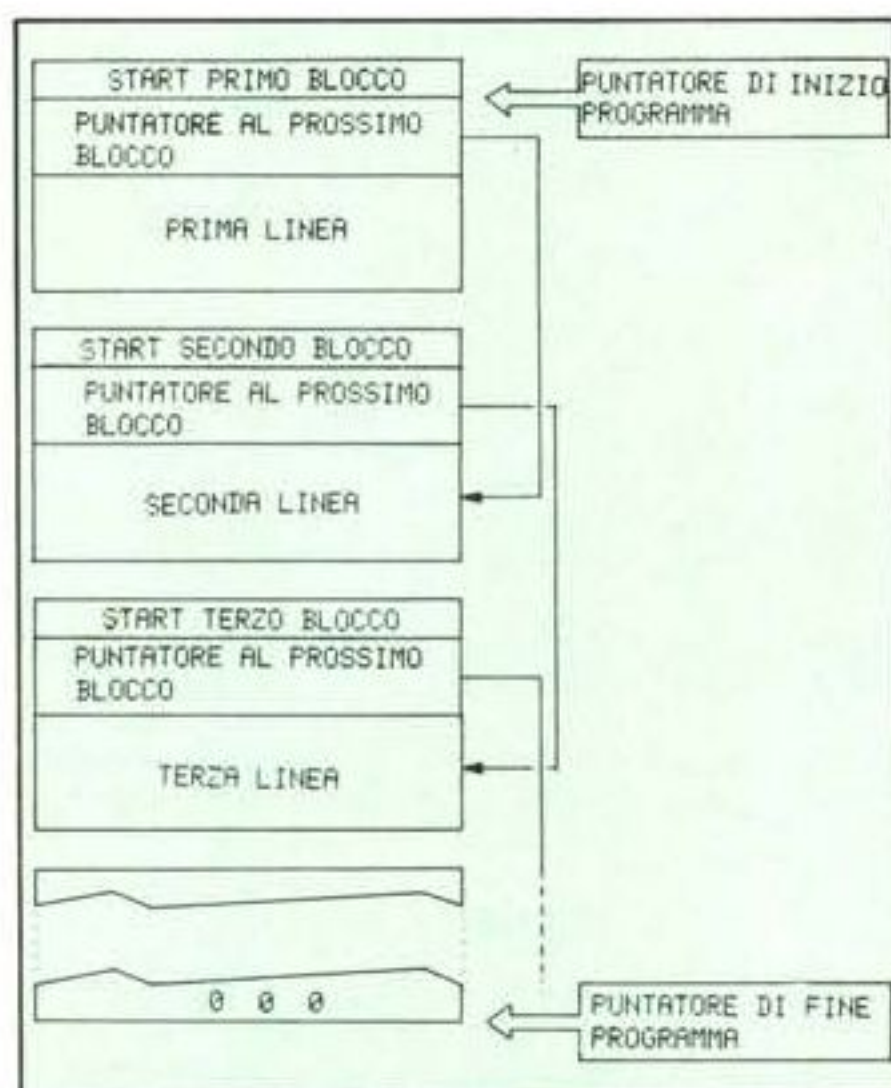 START PRIMO BLOCCO
PUNTATORE AL PROSSIMO
BLOCCO
PRIMA LINEA
PUNTATORE DI INIZIO
PROGRAMMA
START SECONDO BLOCCO
PUNTATORE AL PROSSIMO
BLOCCO
SECONDA LINEA
START TERZO BLOCCO
PUNTATORE AL PROSSIMO
BLOCCO
TERZA LINEA
0 0 0
PUNTATORE DI FINE
PROGRAMMA